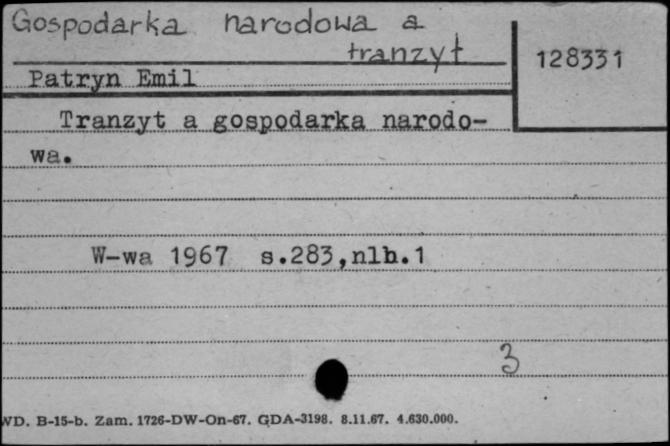 Gospodarka narodowa a
tranzyt
128331
Patryn Emil
Tranzyt a gospodarka narodo-
wa.
W-wa 1967 s.283,nlb.1
3
WD. B-15-b. Zam. 1726-DW-On-67. GDA-3198. 8.11.67. 4.630.000.